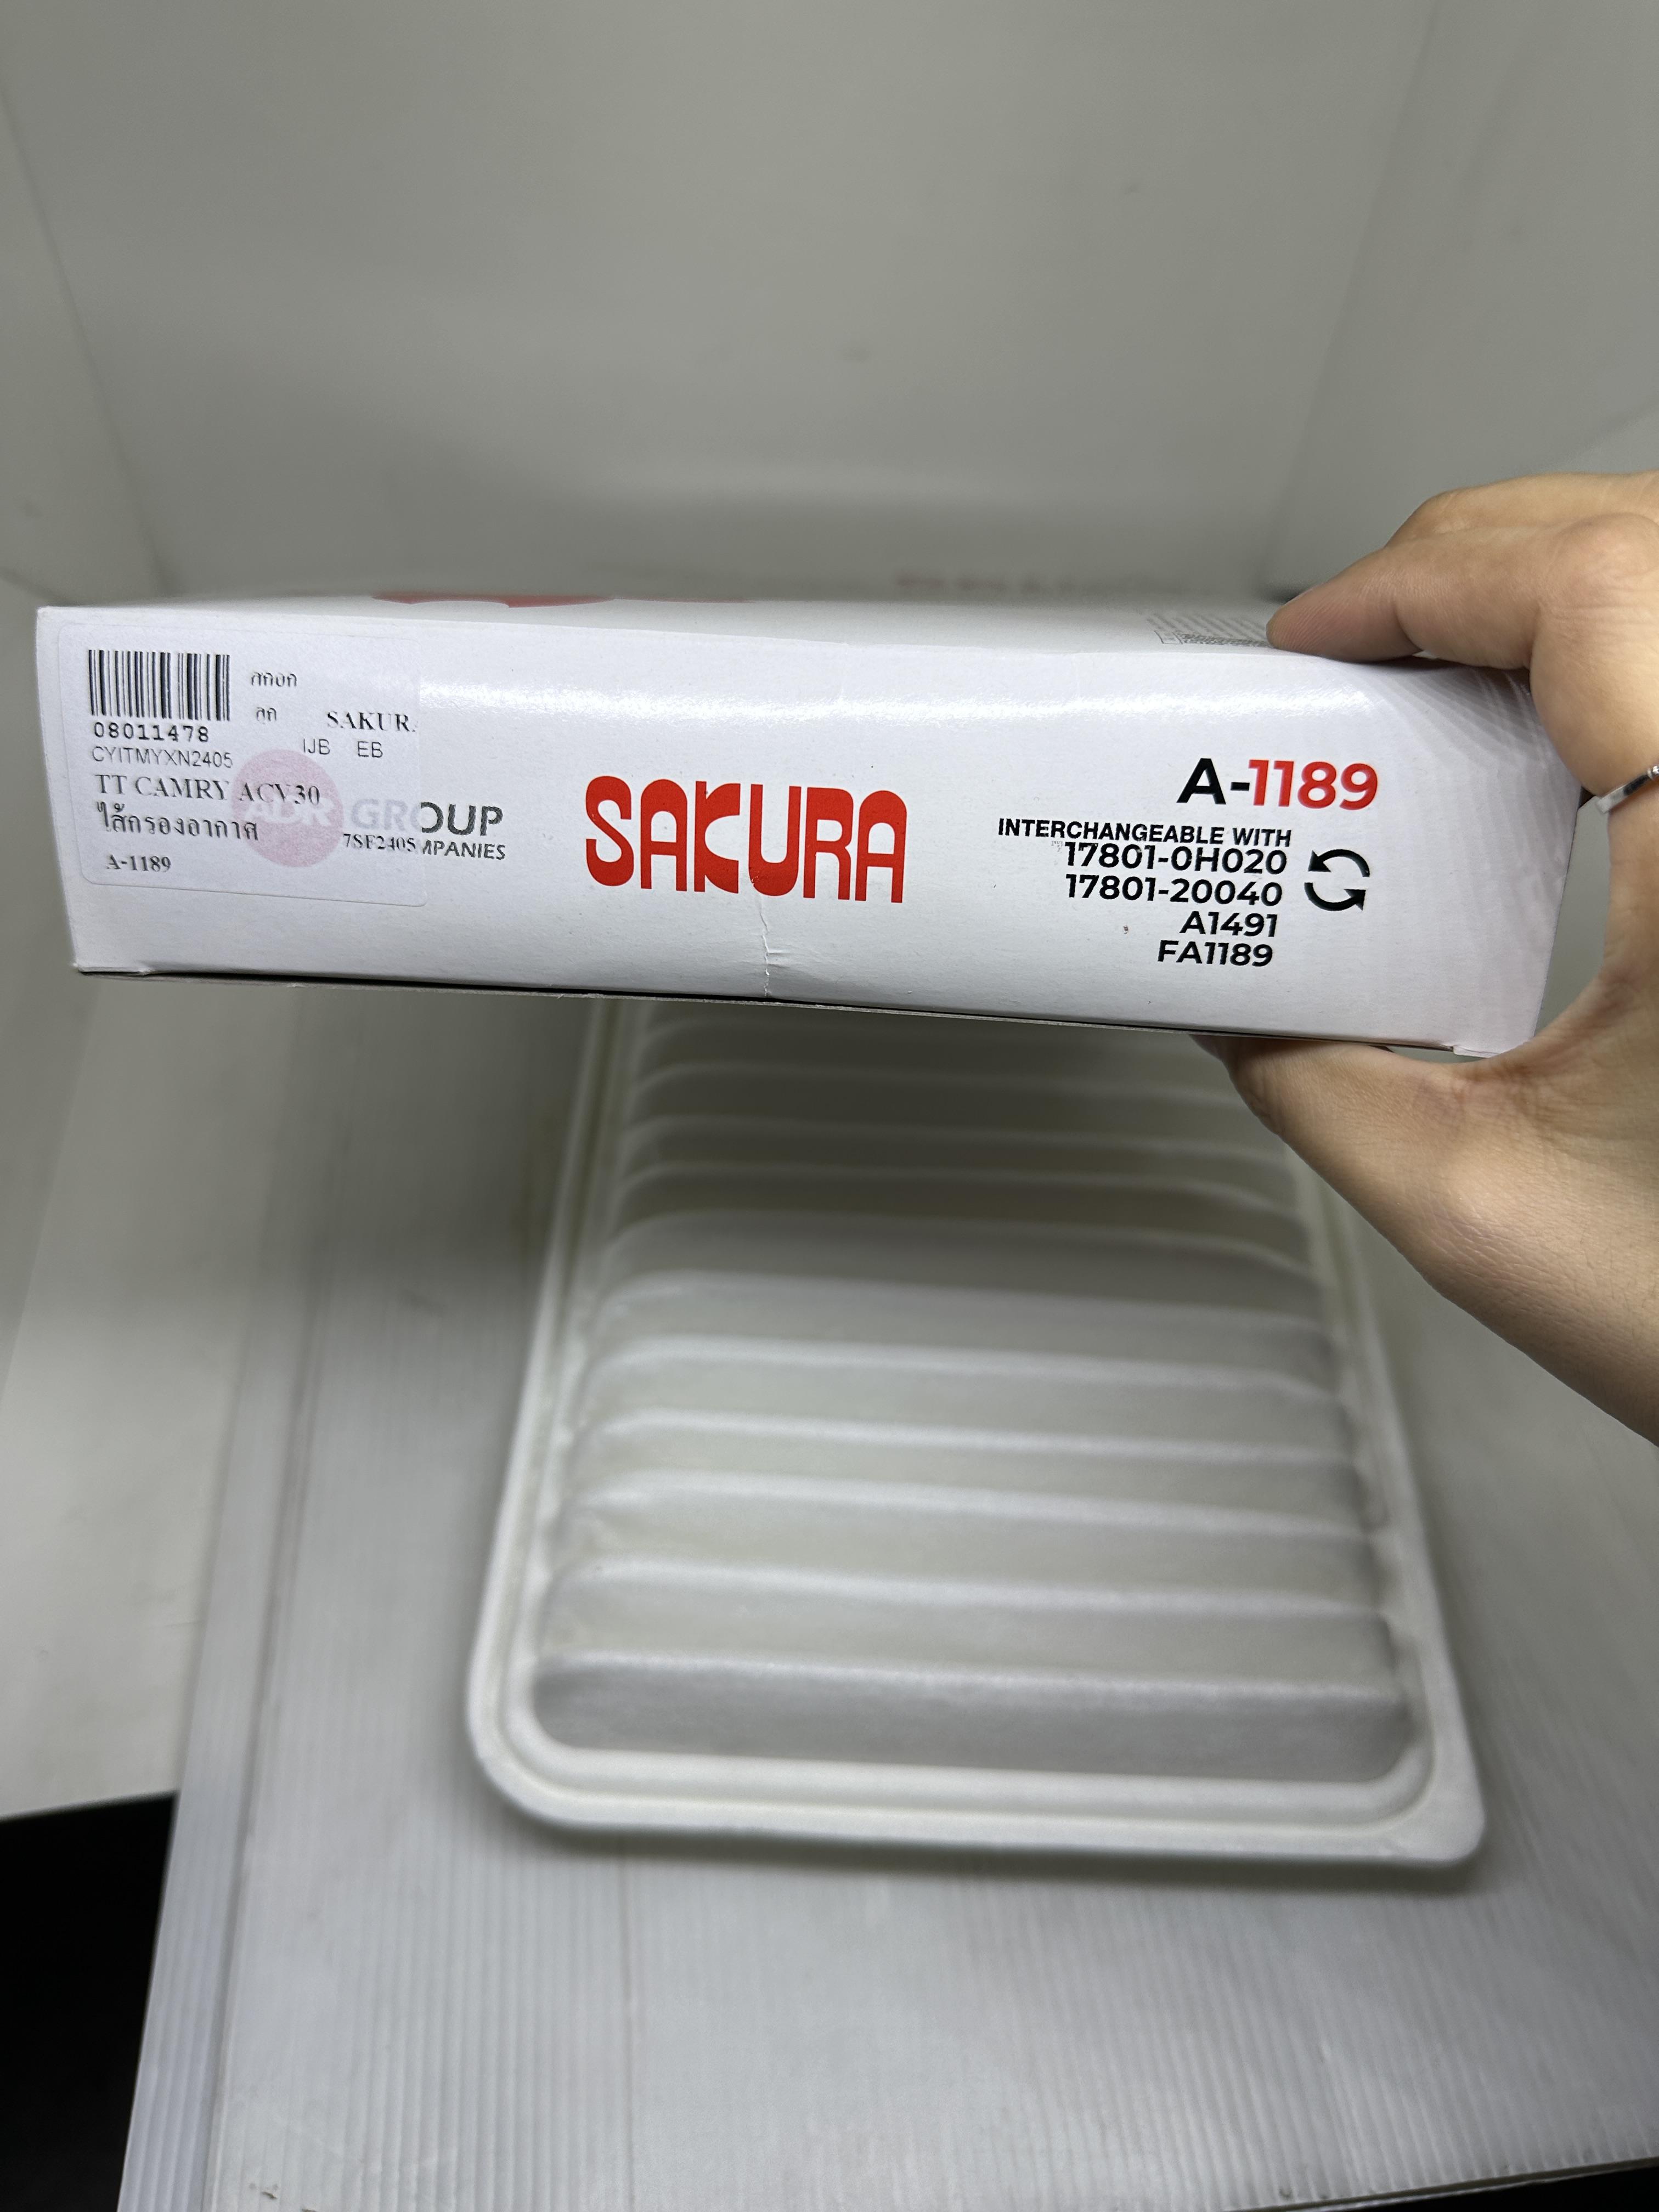 08011478
SAKUR
IJB EB
CYITMYXN2405
TT CAMRY ACV30
ไส้กรองอากาศ
7SF2405
A-1189
ADR GROUP
MPANIES
SAKURA
A-1189
INTERCHANGEABLE WITH
17801-0H020
17801-20040
A1491
FA1189